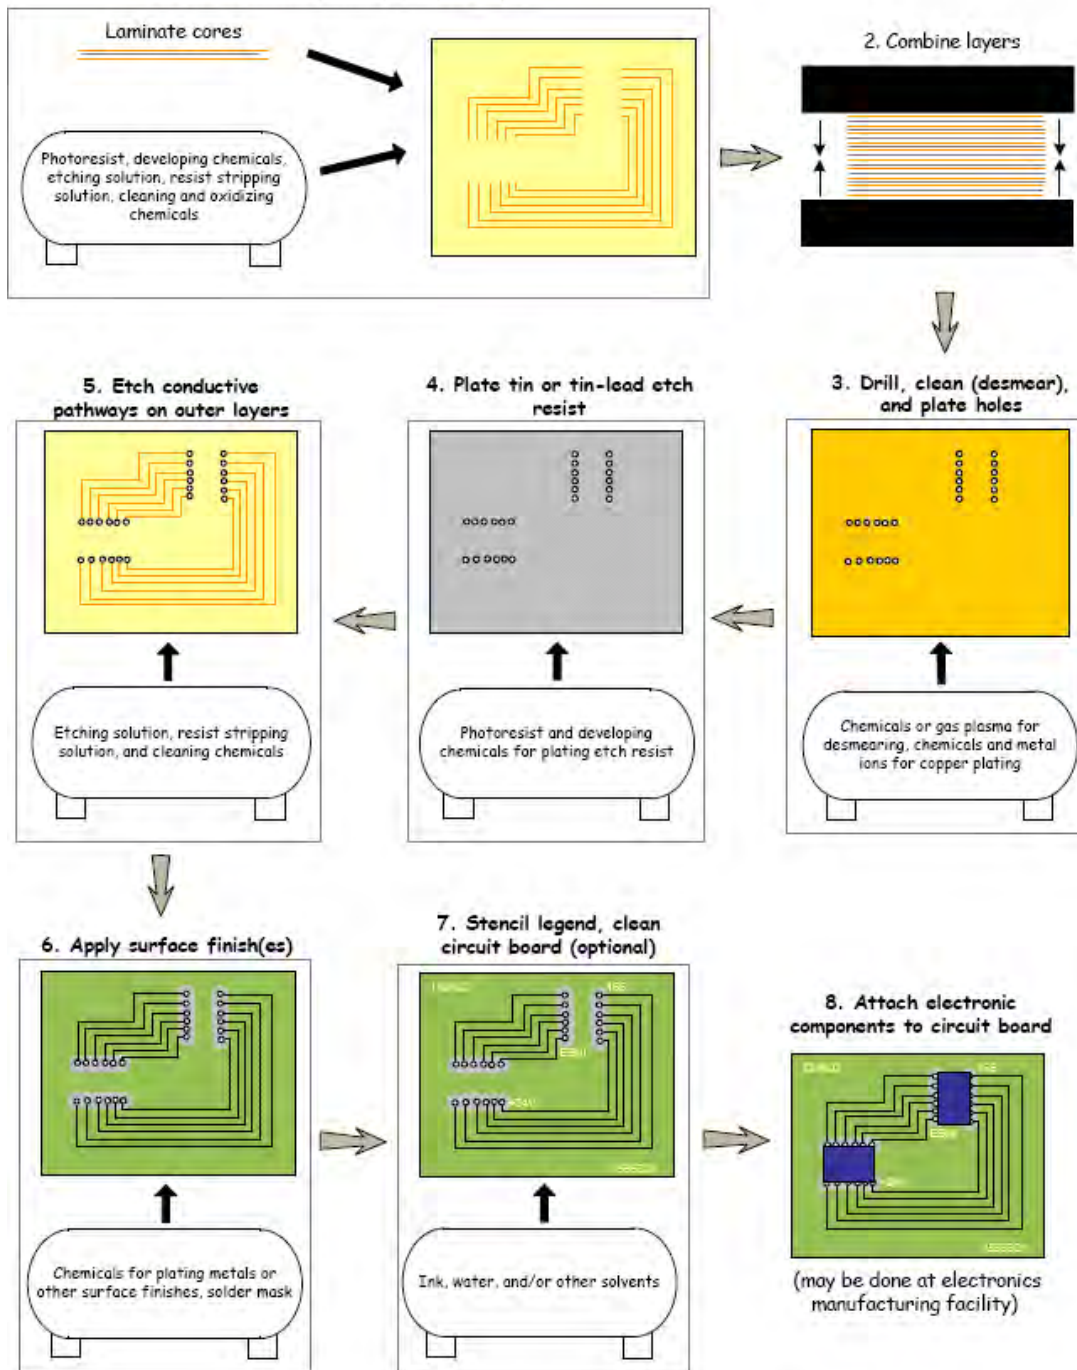 Laminate cores
Photoresist, developing chemicals,
etching solution, resist stripping
solution, cleaning and oxidizing
chemicals
2. Combine layers
3. Drill, clean (desmear),
and plate holes
Chemicals or gas plasma for
desmearing, chemicals and metal
ions for copper plating
4. Plate tin or tin-lead etch
resist
Photoresist and developing
chemicals for plating etch resist
5. Etch conductive
pathways on outer layers
Etching solution, resist stripping
solution, and cleaning chemicals
6. Apply surface finish(es)
Chemicals for plating metals or
other surface finishes, solder mask
7. Stencil legend, clean
circuit board (optional)
Ink, water, and/or other solvents
8. Attach electronic
components to circuit board
(may be done at electronics
manufacturing facility)